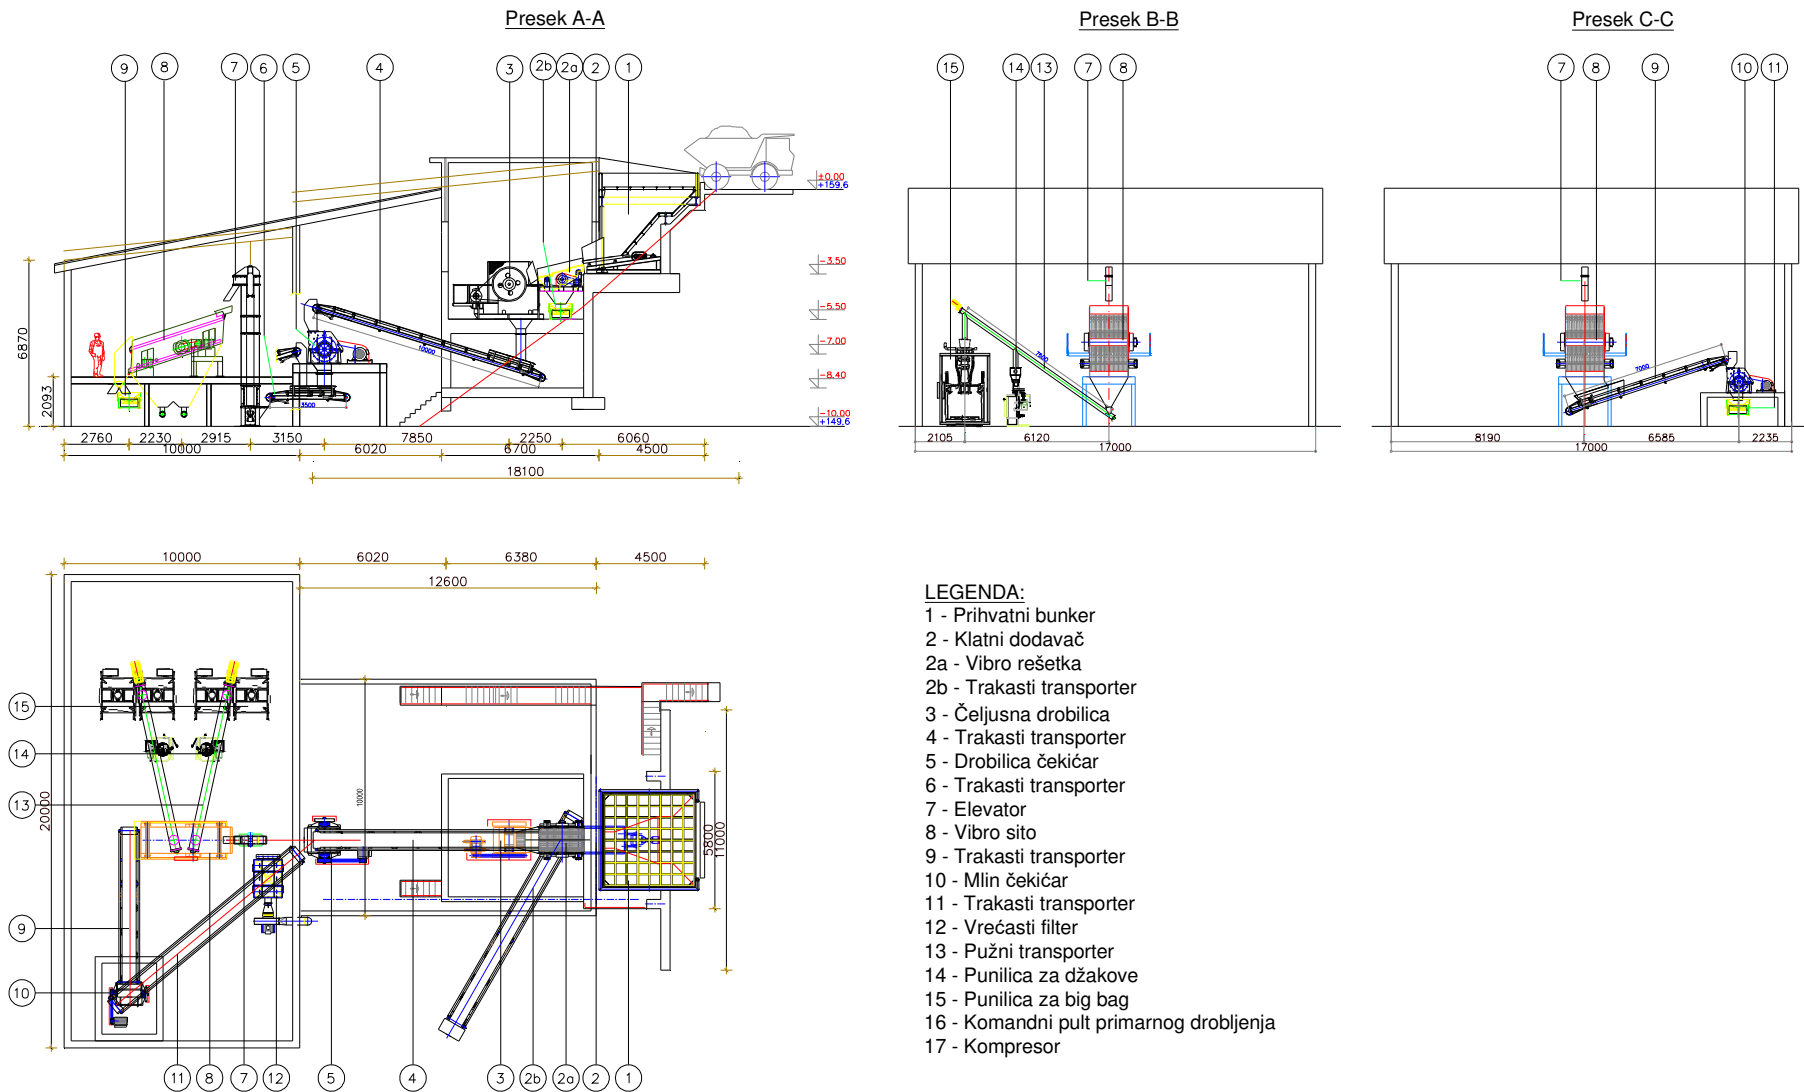 Presek A-A
Presek B-B
Presek C-C
9 8 7 6 5 4 3 2b 2a 2 1
15 14 13 7 8
7 8 9 10 11
±0.00
+159,6
-3.50
-5.50
-7.00
-8.40
-10.00
+149,6
6870
2093
10000
3500
7500
7000
2760 2230 2915 3150 7850 2250 6060
10000 6020 6700 4500
18100
2105 6120
17000
8190 6585 2235
17000
10000 6020 6380 4500
12600
20000
10000
5800
11000
15
14
13
9
10
11 8 7 12 5 4 3 2b 2a 2 1
LEGENDA:
1 - Prihvatni bunker
2 - Klatni dodavač
2a - Vibro rešetka
2b - Trakasti transporter
3 - Čeljusna drobilica
4 - Trakasti transporter
5 - Drobilica čekićar
6 - Trakasti transporter
7 - Elevator
8 - Vibro sito
9 - Trakasti transporter
10 - Mlin čekićar
11 - Trakasti transporter
12 - Vrećasti filter
13 - Pužni transporter
14 - Punilica za džakove
15 - Punilica za big bag
16 - Komandni pult primarnog drobljenja
17 - Kompresor